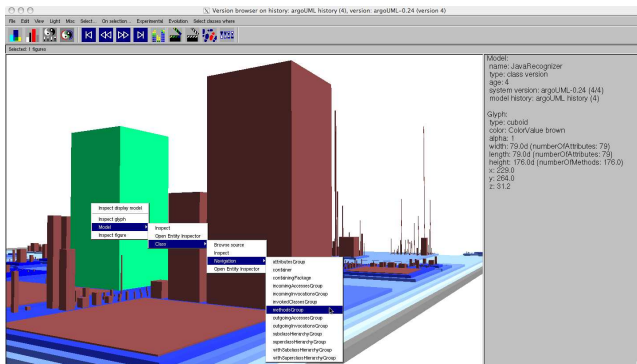 Version browser on history: argoUML history (4), version: argoUML-0.24 (version 4)
File Edit View Light Misc Select... On selection... Experimental Evolution Select classes where
Selected: 1 figures
Model:
name: JavaRecognizer
type: class version
age: 4
system version: argoUML-0.24 (4/4)
model history: argoUML history (4)
Glyph:
type: cuboid
color: ColorValue brown
alpha: 1
width: 79.0d (numberOfAttributes: 79)
length: 79.0d (numberOfAttributes: 79)
height: 176.0d (numberOfMethods: 176.0)
x: 229.0
y: 264.0
z: 31.2
Inspect display model
Inspect glyph
Model
Inspect figure
Inspect
Open Entity Inspector
Class
Browse source
Inspect
Navigation
Open Entity Inspector
attributesGroup
container
containingPackage
incomingAccessesGroup
incomingInvocationsGroup
invokedClassesGroup
methodsGroup
outgoingAccessesGroup
outgoingInvocationsGroup
subclassHierarchyGroup
superclassHierarchyGroup
withSubclassHierarchyGroup
withSuperclassHierarchyGroup